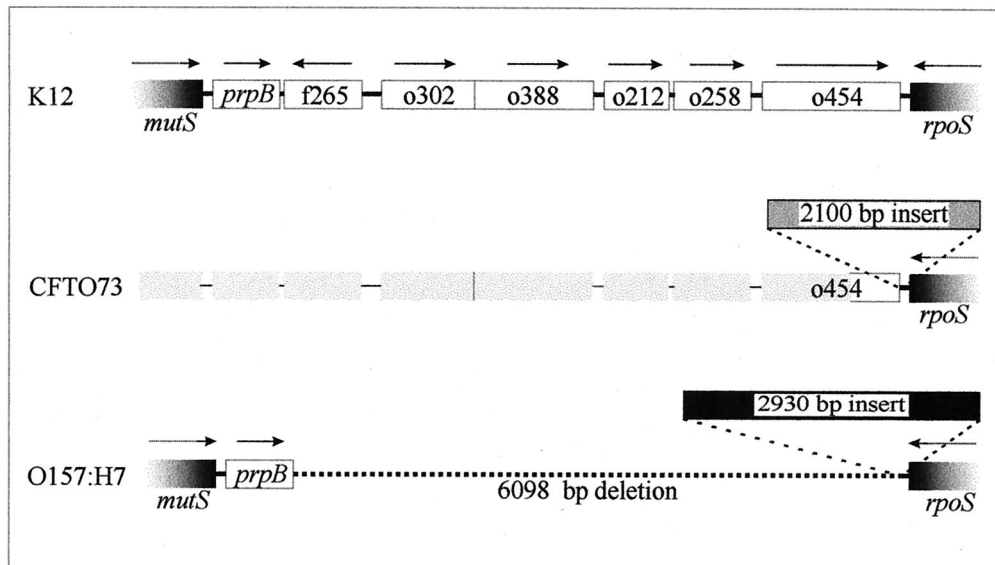 K12 prpB f265 o302 o388 o212 o258 o454
mutS rpoS
2100 bp insert
CFTO73 o454
rpoS
2930 bp insert
O157:H7 prpB
6098 bp deletion
mutS rpoS